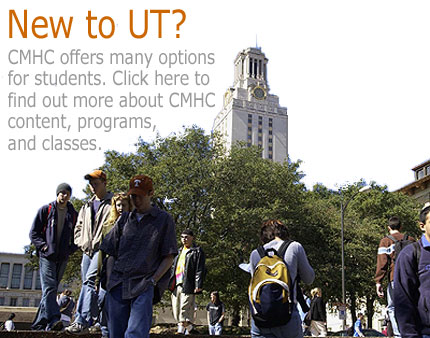 New to UT?
CMHC offers many options
for students. Click here to
find out more about CMHC
content, programs,
and classes.